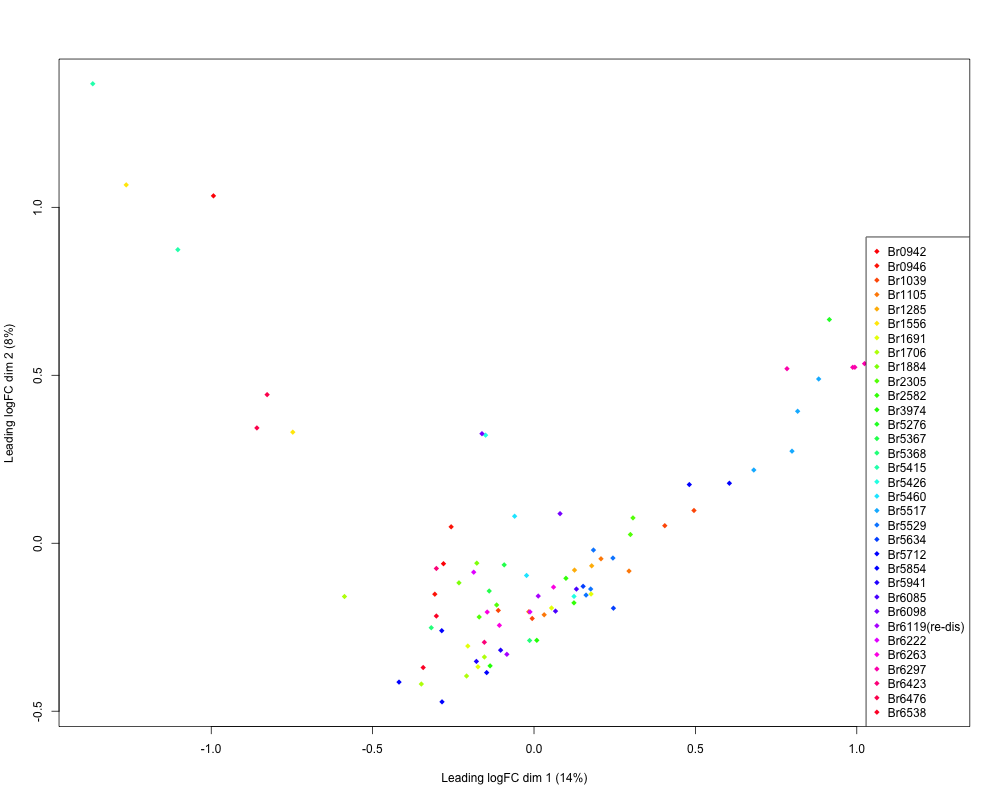 1.0
0.5
0.0
-0.5
Leading logFC dim 2 (8%)
-1.0
-0.5
0.0
0.5
1.0
Leading logFC dim 1 (14%)
Br0942
Br0946
Br1039
Br1105
Br1285
Br1556
Br1691
Br1706
Br1884
Br2305
Br2582
Br3974
Br5276
Br5367
Br5368
Br5415
Br5426
Br5460
Br5517
Br5529
Br5634
Br5712
Br5854
Br5941
Br6085
Br6098
Br6119(re-dis)
Br6222
Br6263
Br6297
Br6423
Br6476
Br6538